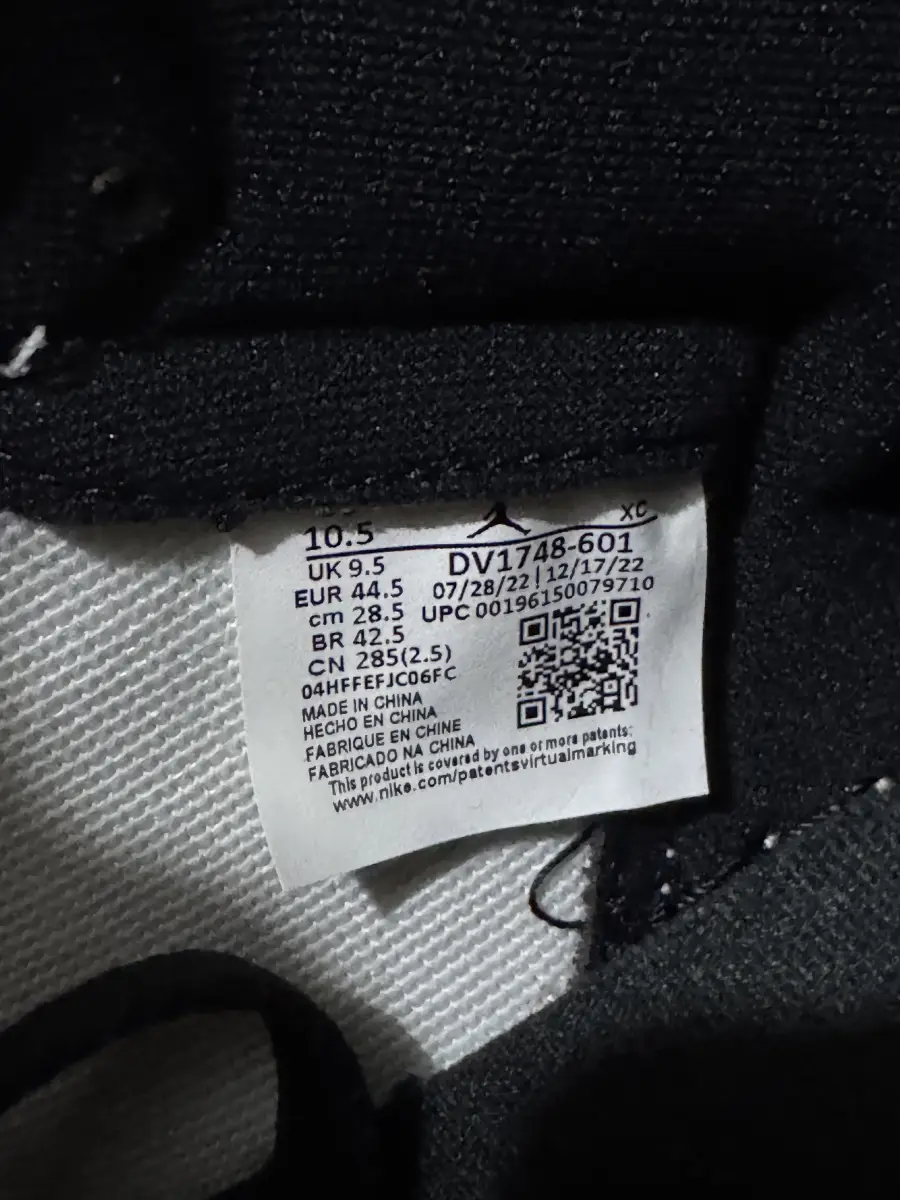 10.5
XC
UK 9.5
DV1748-601
EUR 44.5
07/28/22 | 12/17/22
cm 28.5
UPC 00196150079710
BR 42.5
CN 285(2.5)
04HFFEFJC06FC
MADE IN CHINA
HECHO EN CHINA
FABRIQUE EN CHINE
FABRICADO NA CHINA
This product is covered by one or more patents:
www.nike.com/patentsvirtualmarking